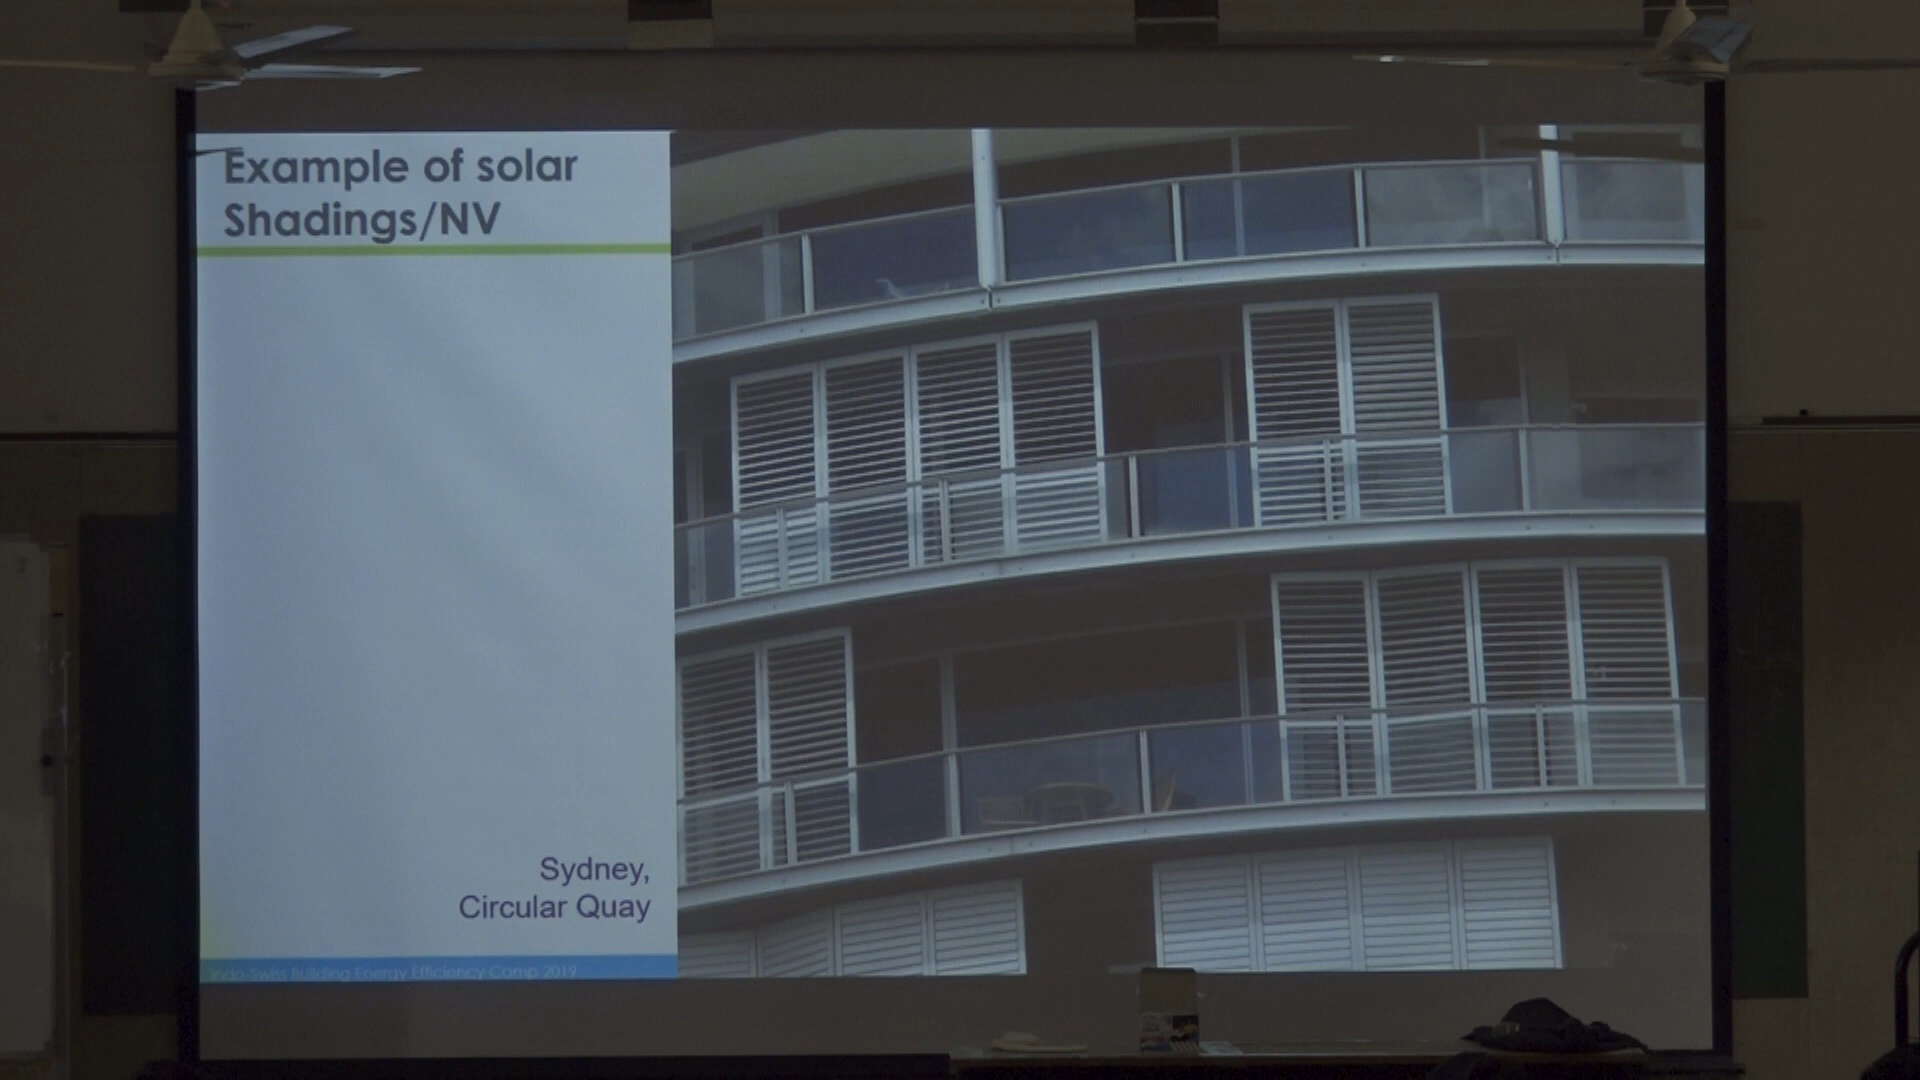 Example of solar
Shadings/NV
Sydney,
Circular Quay
Indo-Swiss Building Energy Efficiency Camp 2019